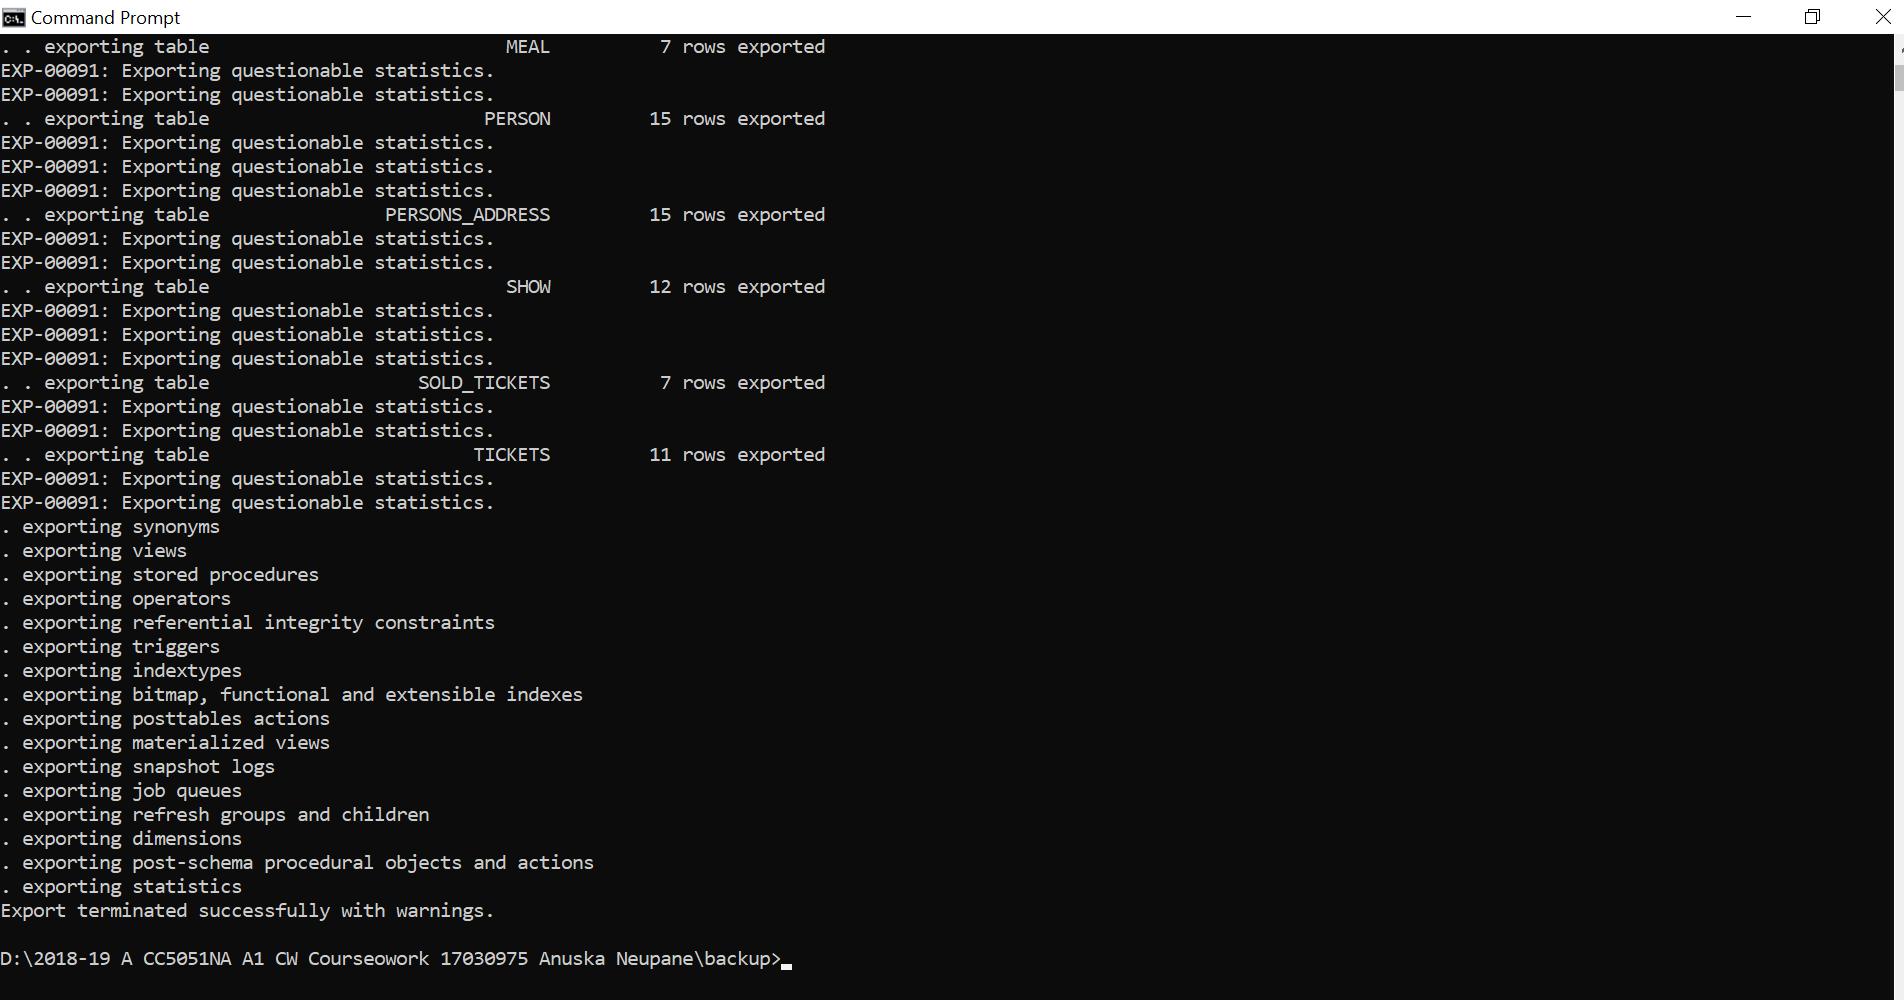 Command Prompt
. . exporting table                           MEAL          7 rows exported
EXP-00091: Exporting questionable statistics.
EXP-00091: Exporting questionable statistics.
. . exporting table                         PERSON         15 rows exported
EXP-00091: Exporting questionable statistics.
EXP-00091: Exporting questionable statistics.
EXP-00091: Exporting questionable statistics.
. . exporting table                PERSONS_ADDRESS         15 rows exported
EXP-00091: Exporting questionable statistics.
EXP-00091: Exporting questionable statistics.
. . exporting table                           SHOW         12 rows exported
EXP-00091: Exporting questionable statistics.
EXP-00091: Exporting questionable statistics.
EXP-00091: Exporting questionable statistics.
. . exporting table                   SOLD_TICKETS          7 rows exported
EXP-00091: Exporting questionable statistics.
EXP-00091: Exporting questionable statistics.
. . exporting table                        TICKETS         11 rows exported
EXP-00091: Exporting questionable statistics.
EXP-00091: Exporting questionable statistics.
. exporting synonyms
. exporting views
. exporting stored procedures
. exporting operators
. exporting referential integrity constraints
. exporting triggers
. exporting indextypes
. exporting bitmap, functional and extensible indexes
. exporting posttables actions
. exporting materialized views
. exporting snapshot logs
. exporting job queues
. exporting refresh groups and children
. exporting dimensions
. exporting post-schema procedural objects and actions
. exporting statistics
Export terminated successfully with warnings.
D:\2018-19 A CC5051NA A1 CW Courseowork 17030975 Anuska Neupane\backup>